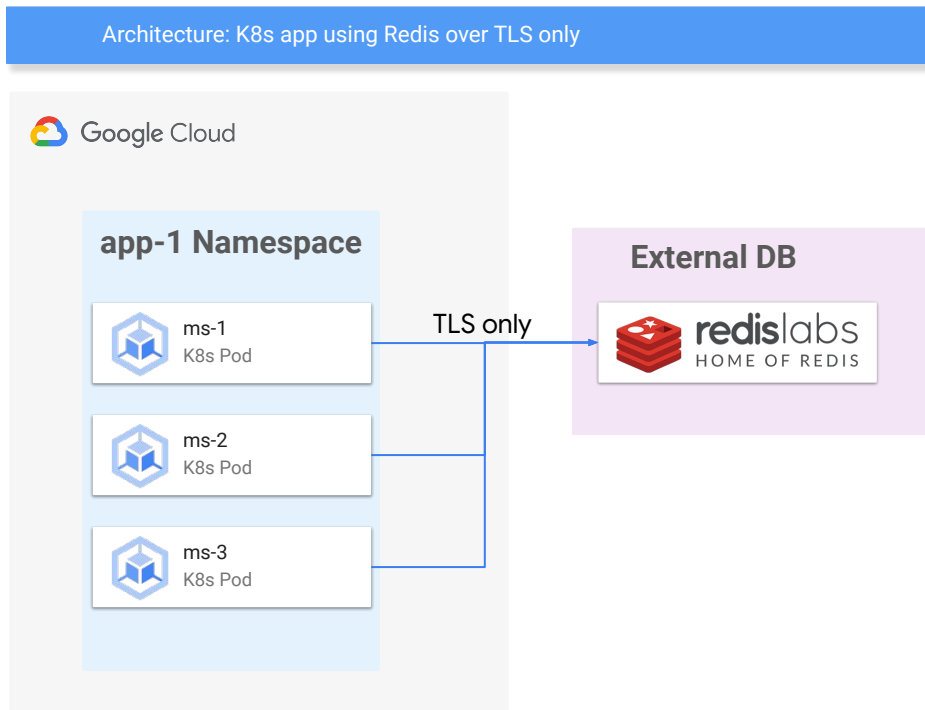 Architecture: K8s app using Redis over TLS only
Google Cloud
app-1 Namespace
External DB
ms-1
K8s Pod
TLS only
redislabs
HOME OF REDIS
ms-2
K8s Pod
ms-3
K8s Pod